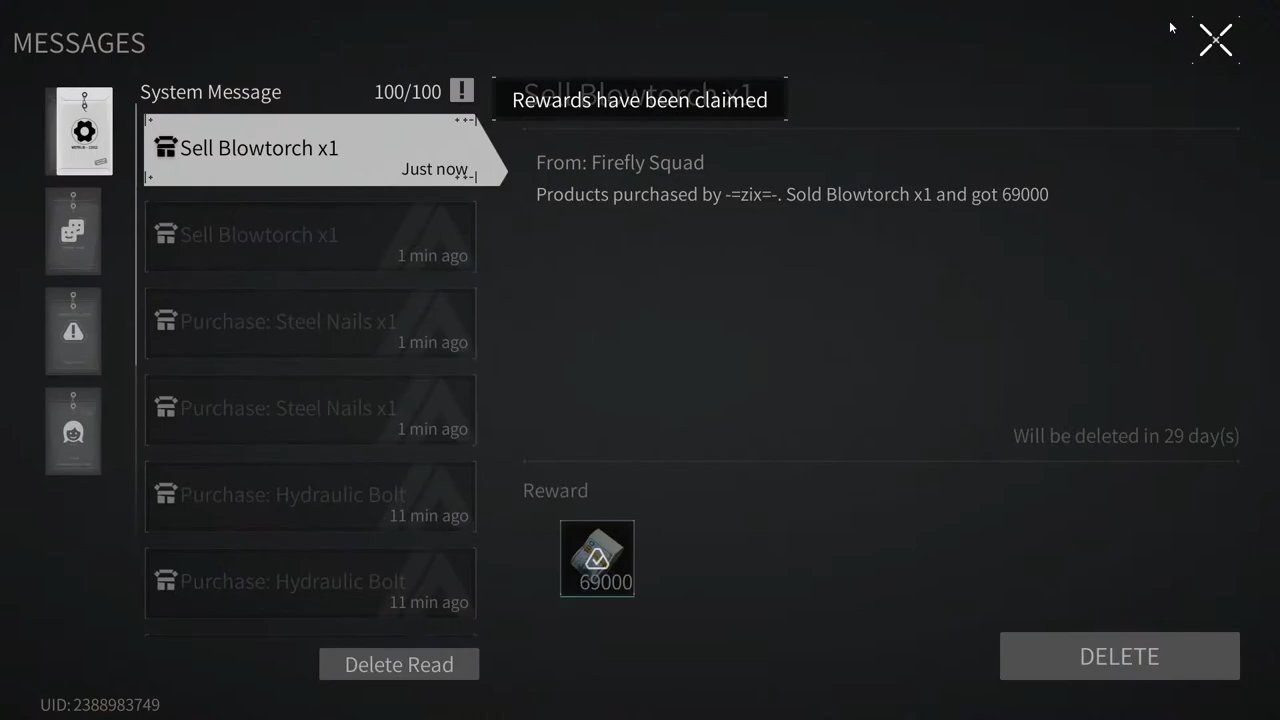 MESSAGES
System Message 100/100
Sell Blowtorch x1
Just now
Sell Blowtorch x1
1 min ago
Purchase: Steel Nails x1
1 min ago
Purchase: Steel Nails x1
1 min ago
Purchase: Hydraulic Bolt
11 min ago
Purchase: Hydraulic Bolt
11 min ago
Delete Read
UID: 2388983749
Sell Blowtorch x1
Rewards have been claimed
From: Firefly Squad
Products purchased by -=zix=-. Sold Blowtorch x1 and got 69000
Will be deleted in 29 day(s)
Reward
69000
DELETE